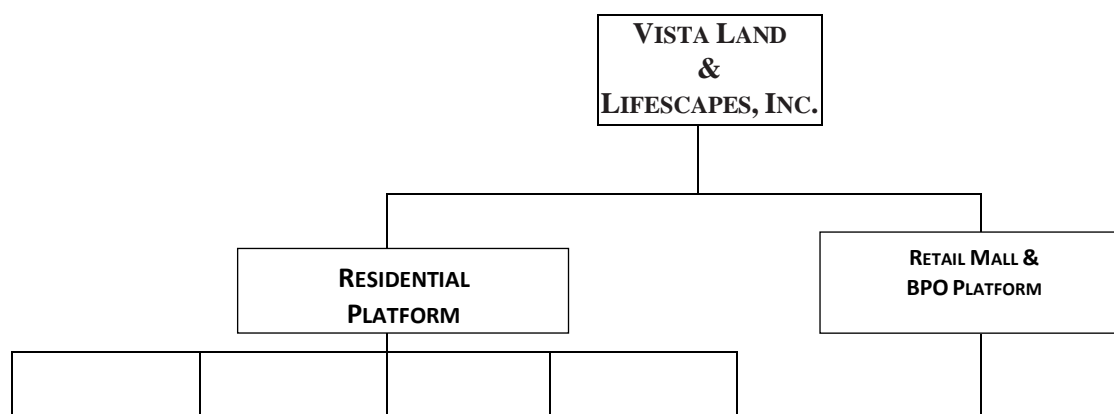 VISTA LAND
&
LIFESCAPES, INC.
RESIDENTIAL
PLATFORM
RETAIL MALL &
BPO PLATFORM